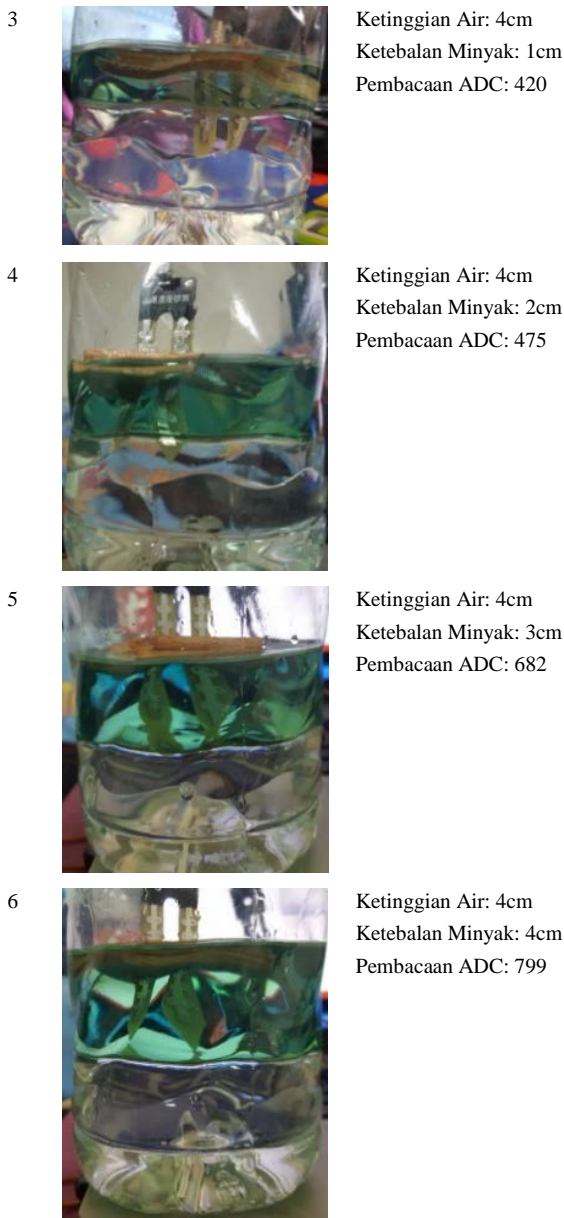 3
Ketinggian Air: 4cm
Ketebalan Minyak: 1cm
Pembacaan ADC: 420
4
Ketinggian Air: 4cm
Ketebalan Minyak: 2cm
Pembacaan ADC: 475
5
Ketinggian Air: 4cm
Ketebalan Minyak: 3cm
Pembacaan ADC: 682
6
Ketinggian Air: 4cm
Ketebalan Minyak: 4cm
Pembacaan ADC: 799